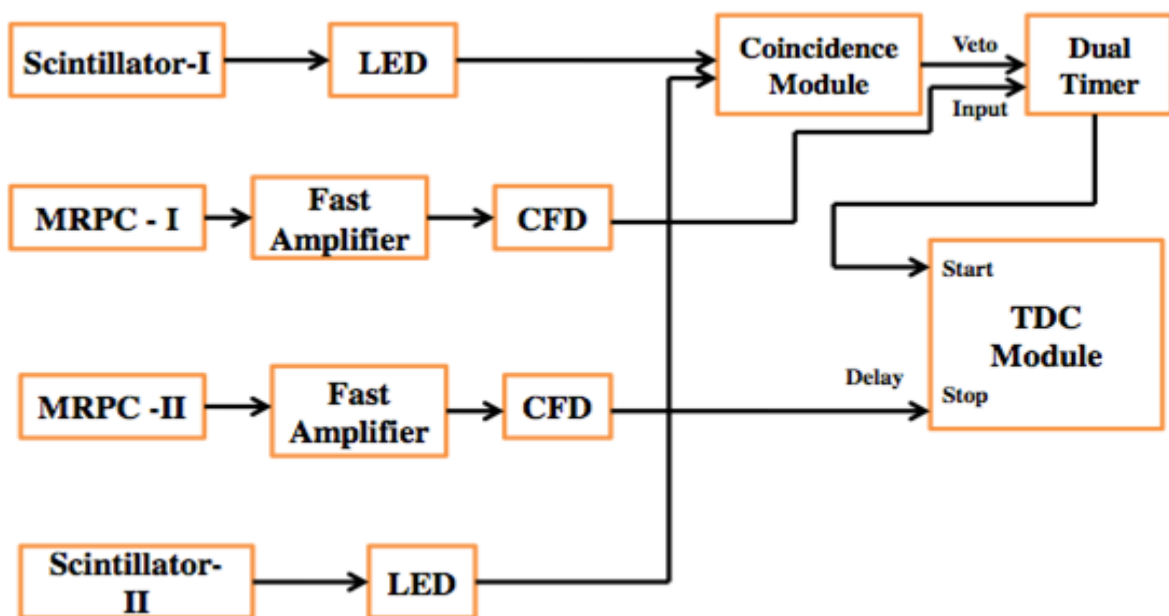 Scintillator-I
LED
Coincidence
Module
Veto
Input
Dual
Timer
MRPC - I
Fast
Amplifier
CFD
Start
TDC
Module
Stop
MRPC -II
Fast
Amplifier
CFD
Delay
Scintillator-
II
LED